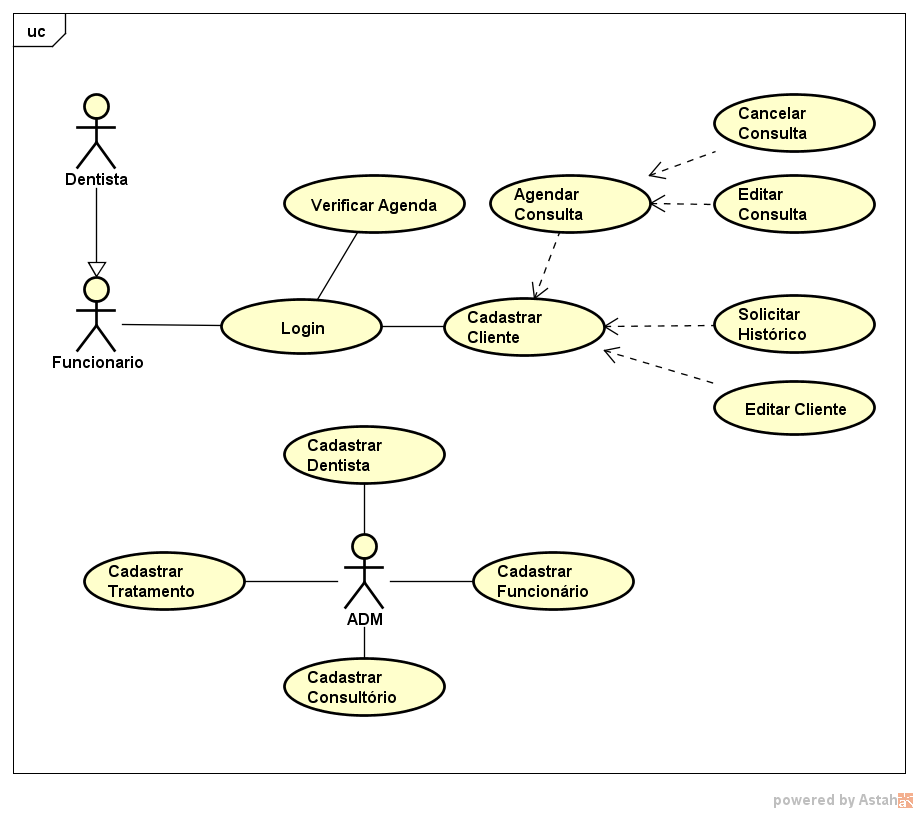 uc
Dentista
Cancelar
Consulta
Verificar Agenda
Agendar
Consulta
Editar
Consulta
Funcionario
Login
Cadastrar
Cliente
Solicitar
Histórico
Editar Cliente
Cadastrar
Dentista
Cadastrar
Tratamento
ADM
Cadastrar
Funcionário
Cadastrar
Consultório
powered by Astah